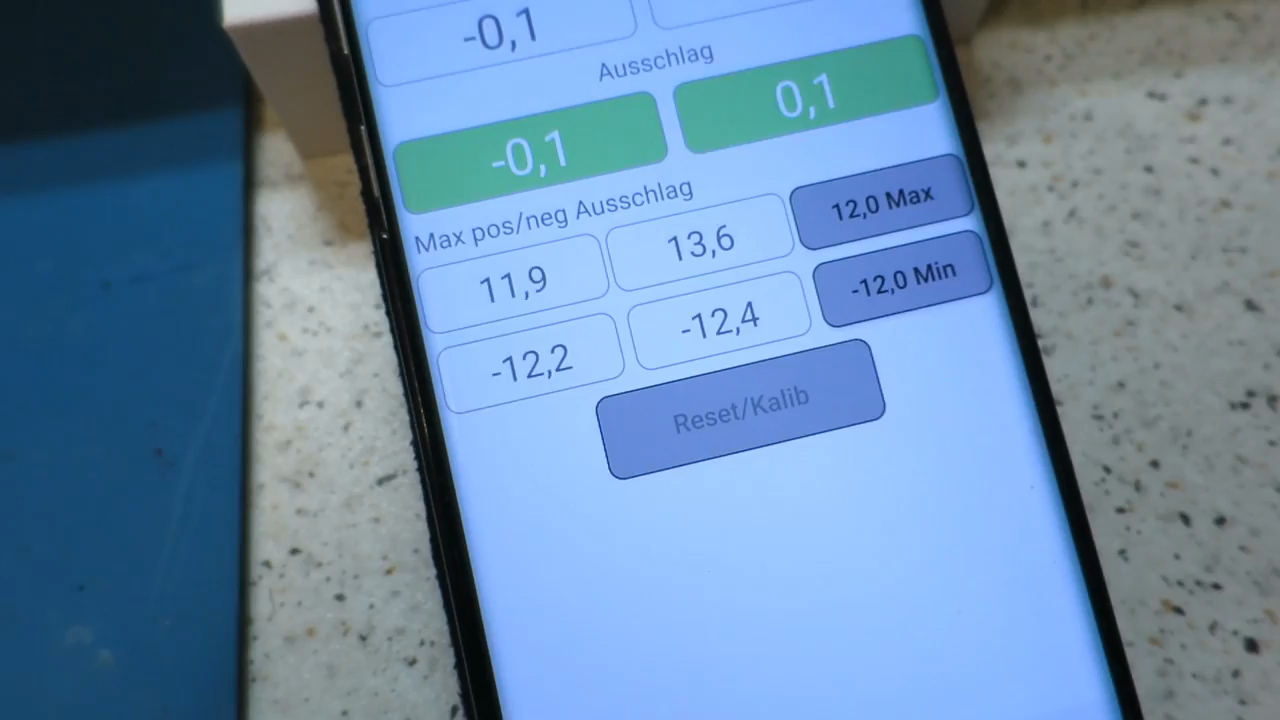 -0,1
Ausschlag
-0,1 0,1
Max pos/neg Ausschlag
11,9 13,6 12,0 Max
-12,2 -12,4 -12,0 Min
Reset/Kalib